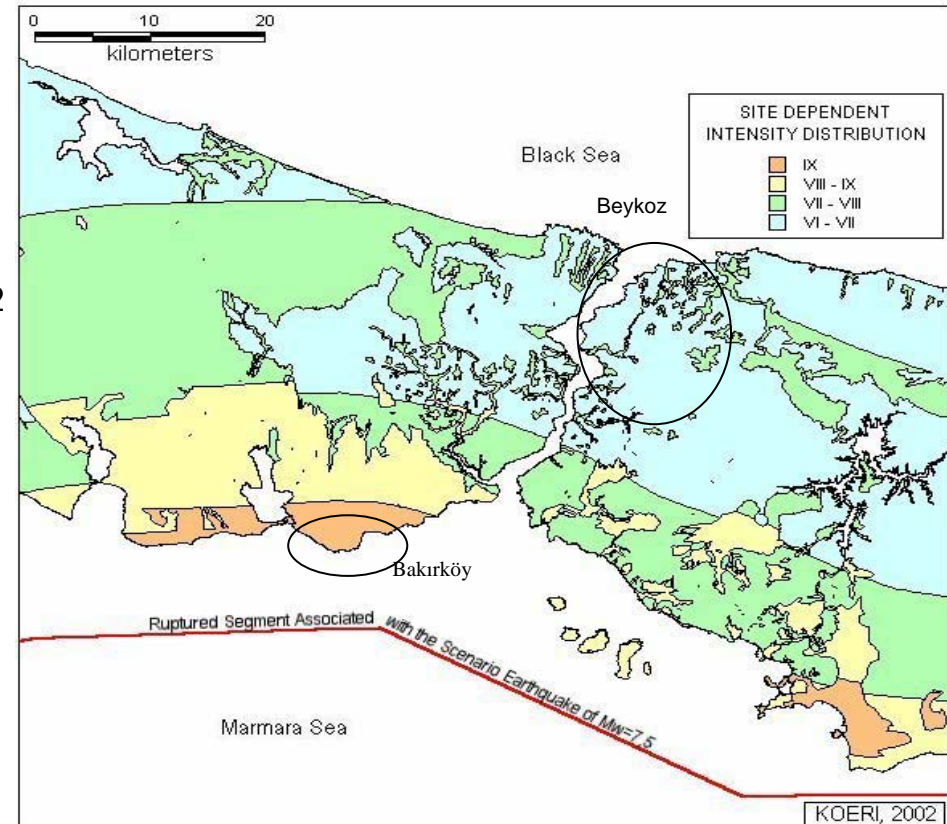 0 10 20
kilometers
SITE DEPENDENT
INTENSITY DISTRIBUTION
IX
VIII - IX
VII - VIII
VI - VII
Black Sea
Beykoz
2
Bakırköy
Ruptured Segment Associated with the Scenario Earthquake of Mw=7.5
Marmara Sea
KOERI, 2002